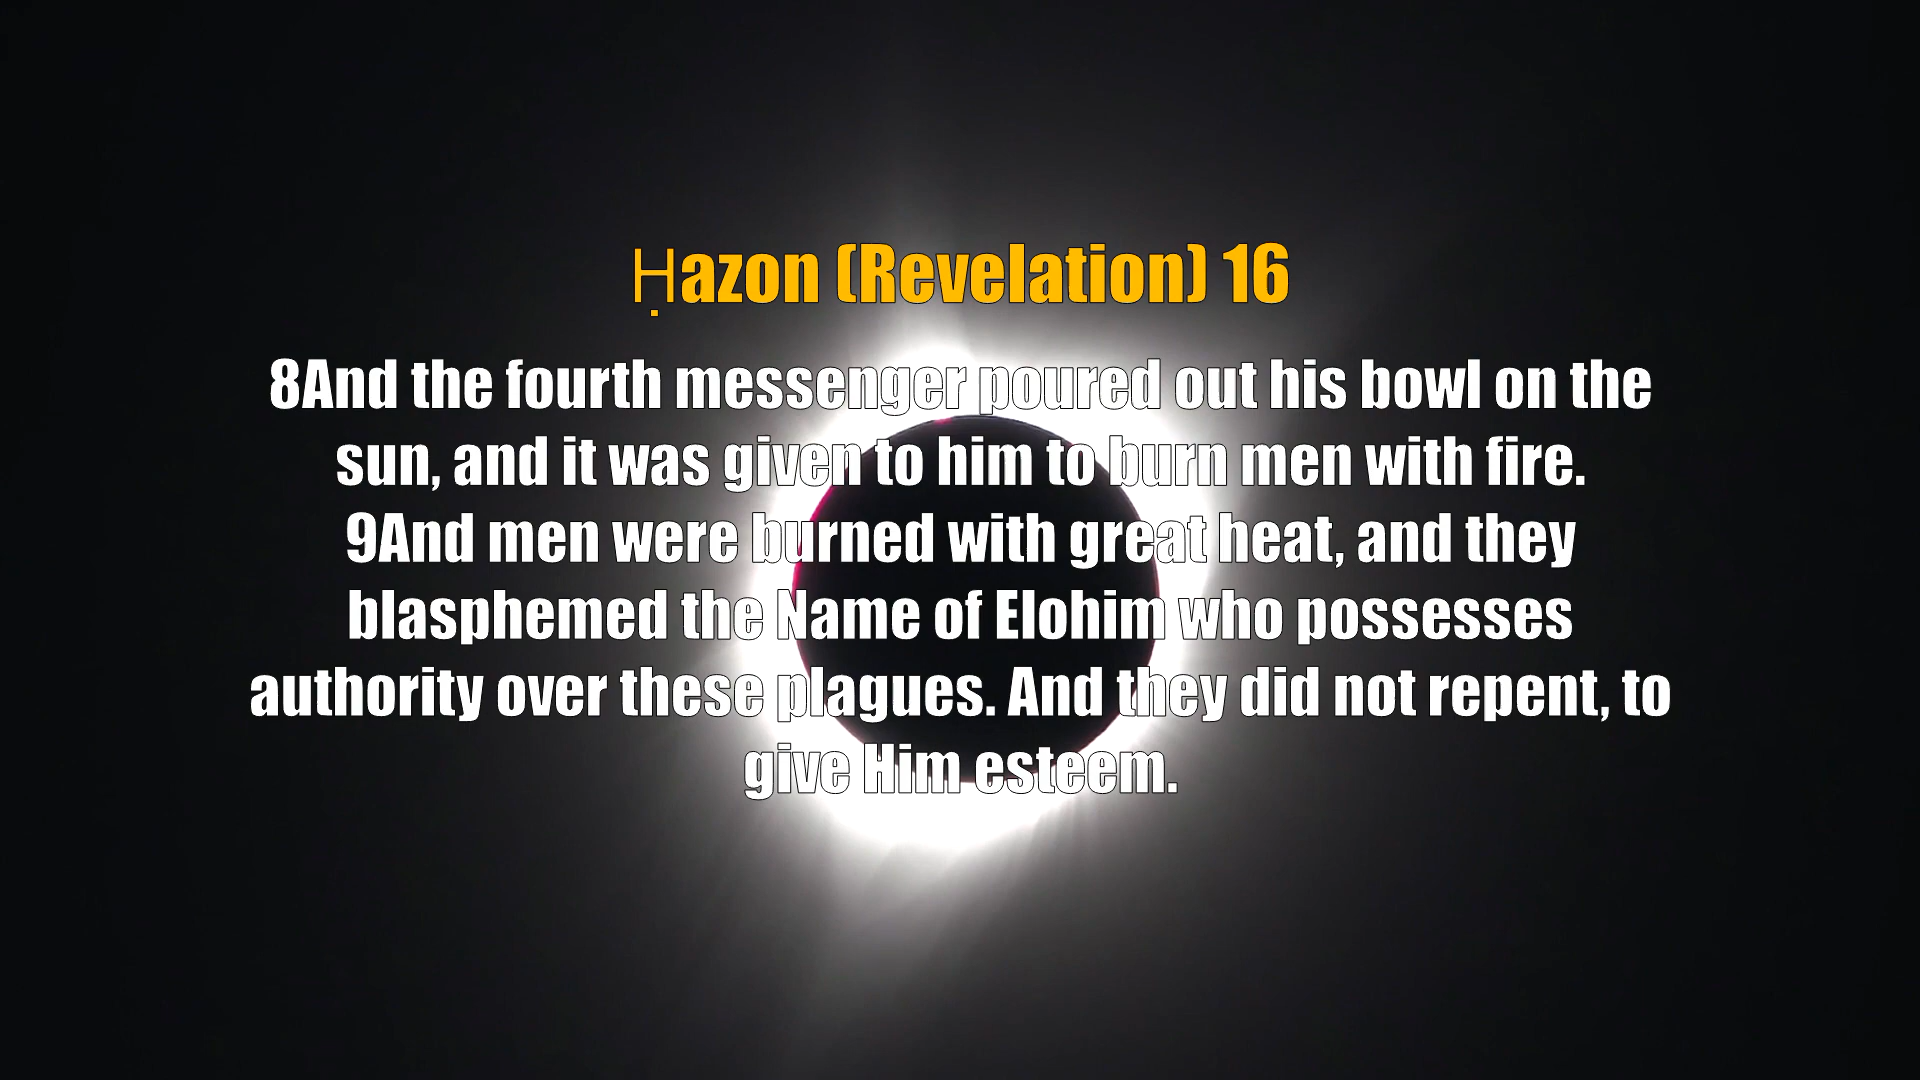 Ḥazon (Revelation) 16
8And the fourth messenger poured out his bowl on the
sun, and it was given to him to burn men with fire.
9And men were burned with great heat, and they
blasphemed the Name of Elohim who possesses
authority over these plagues. And they did not repent, to
give Him esteem.